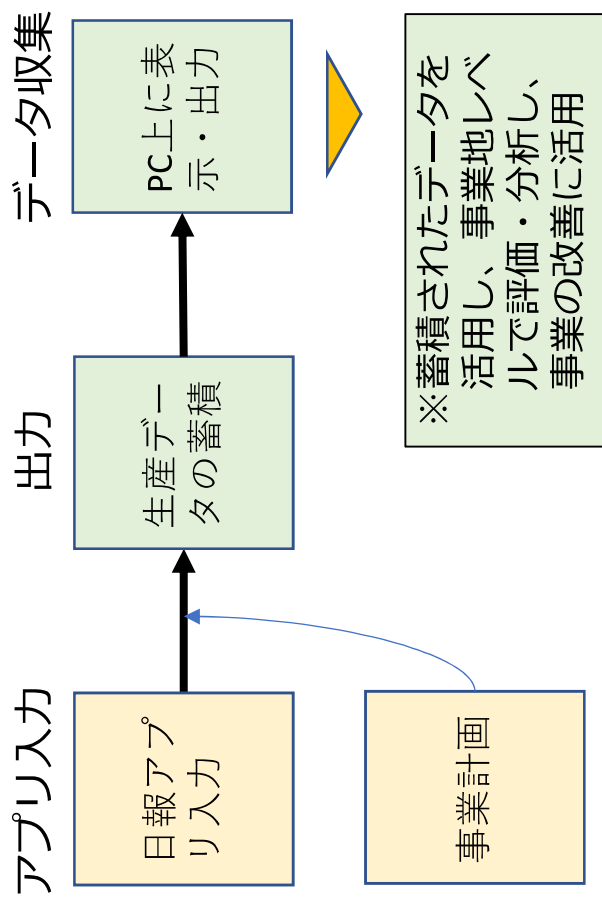 アプリ入力
出力
データ収集
日報アプ
リ入力
生産デー
タの蓄積
PC上に表
示・出力
事業計画
※蓄積されたデータを
活用し、事業地レベ
ルで評価・分析し、
事業の改善に活用